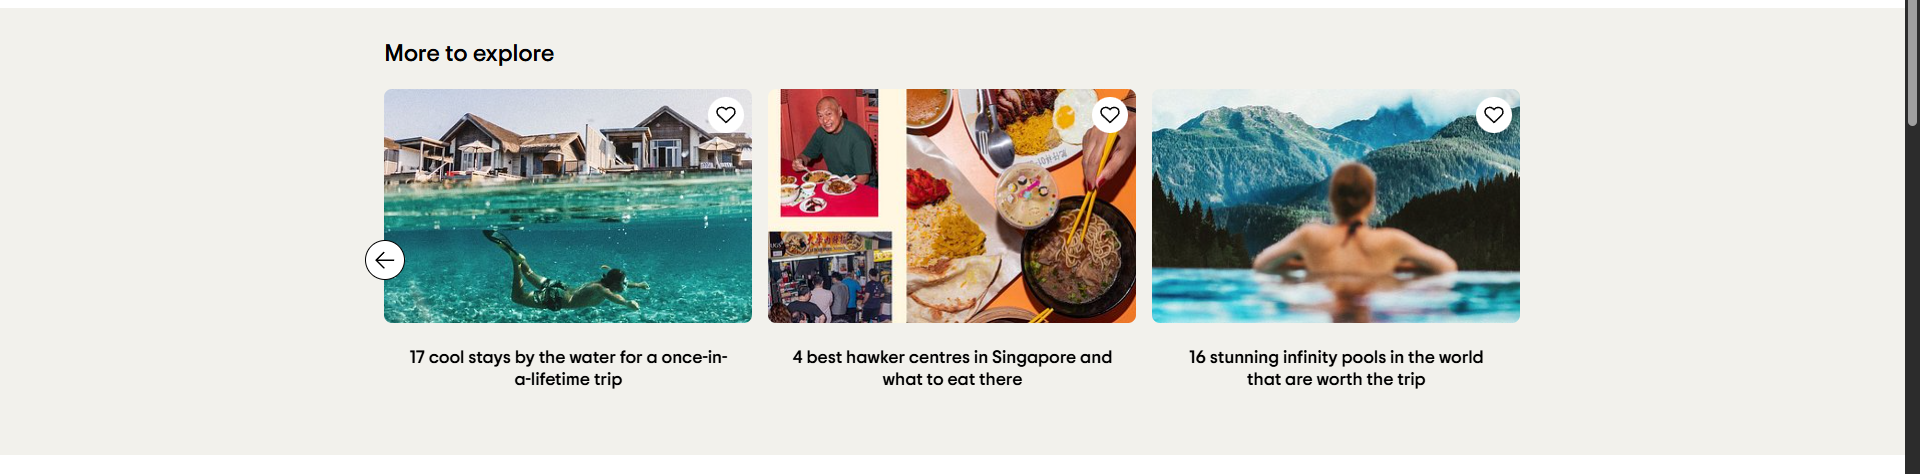 More to explore
17 cool stays by the water for a once-in-
a-lifetime trip
4 best hawker centres in Singapore and
what to eat there
16 stunning infinity pools in the world
that are worth the trip